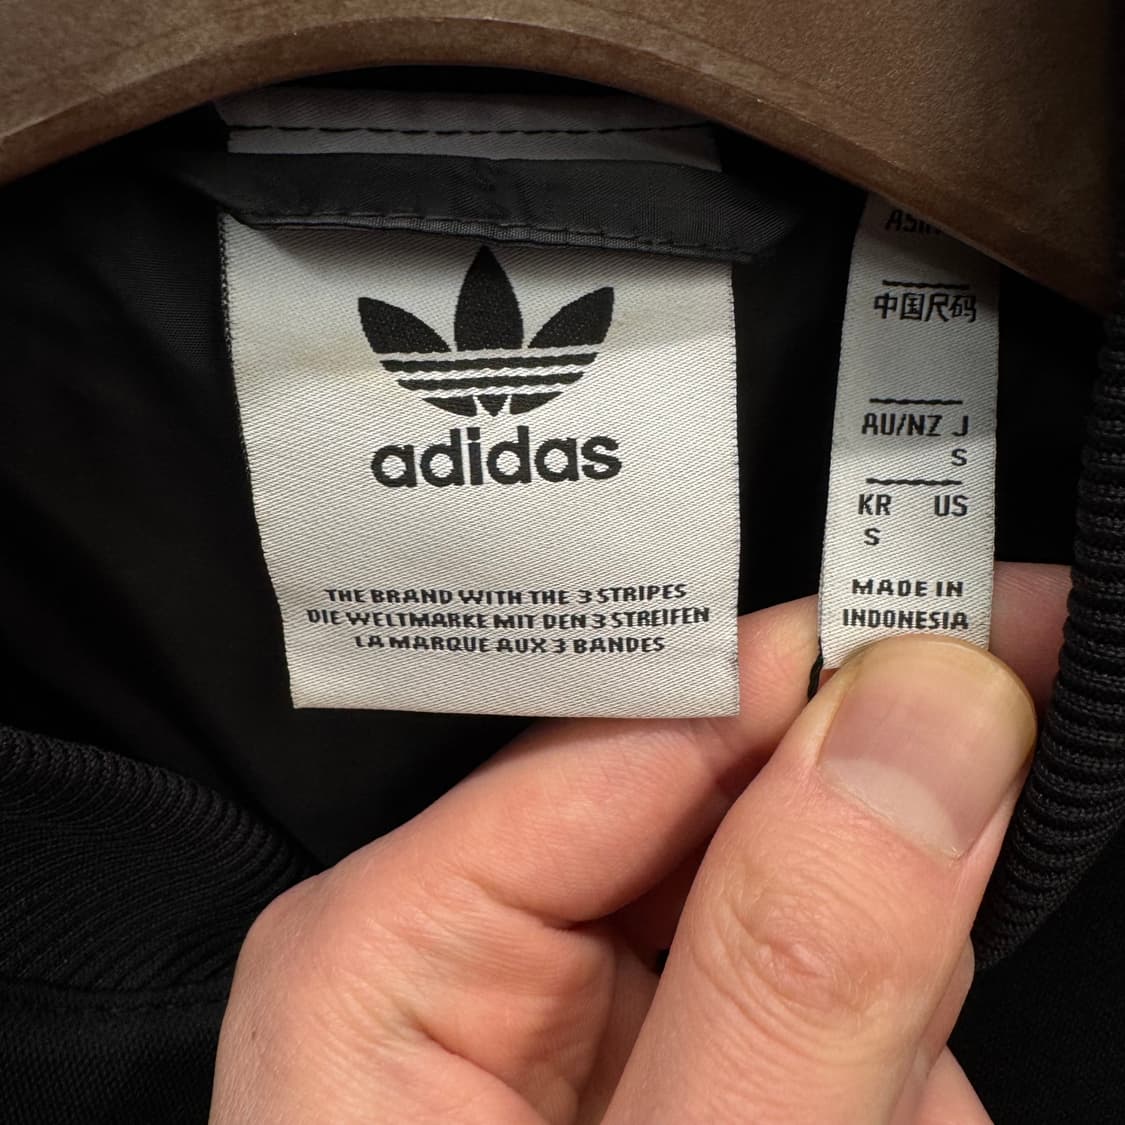 adidas
THE BRAND WITH THE 3 STRIPES
DIE WELTMARKE MIT DEN 3 STREIFEN
LA MARQUE AUX 3 BANDES
中国尺码
AU/NZ J
S
KR US
S
MADE IN
INDONESIA